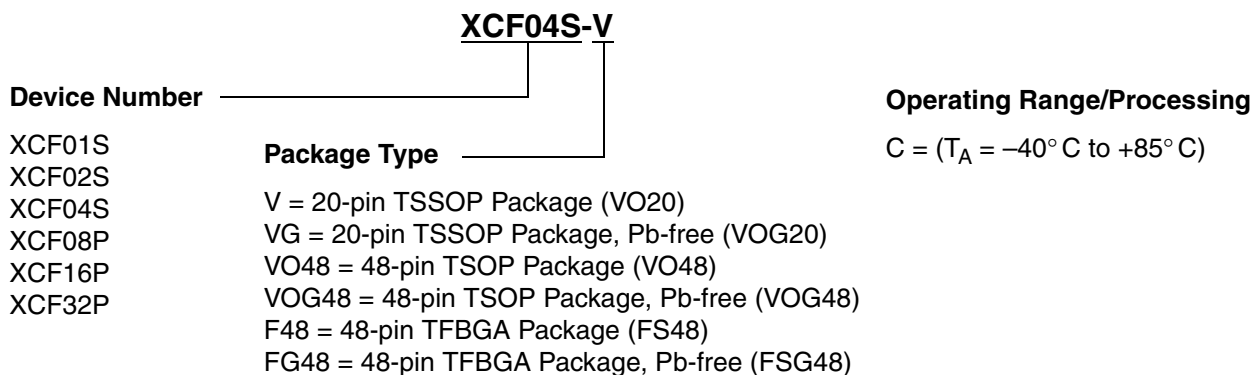 XCF04S-V
Device Number
XCF01S
XCF02S
XCF04S
XCF08P
XCF16P
XCF32P
Package Type
V = 20-pin TSSOP Package (VO20)
VG = 20-pin TSSOP Package, Pb-free (VOG20)
VO48 = 48-pin TSOP Package (VO48)
VOG48 = 48-pin TSOP Package, Pb-free (VOG48)
F48 = 48-pin TFBGA Package (FS48)
FG48 = 48-pin TFBGA Package, Pb-free (FSG48)
Operating Range/Processing
C = (TA = –40° C to +85° C)